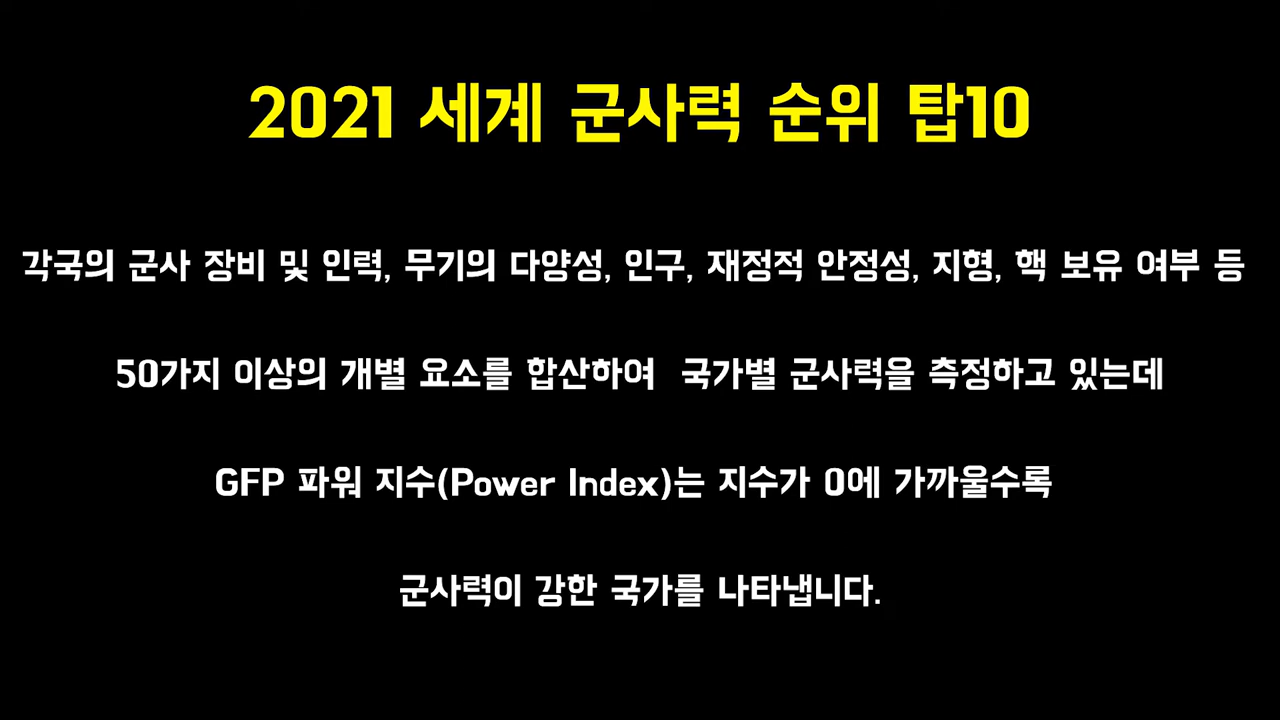 2021 세계 군사력 순위 탑10
각국의 군사 장비 및 인력, 무기의 다양성, 인구, 재정적 안정성, 지형, 핵 보유 여부 등
50가지 이상의 개별 요소를 합산하여 국가별 군사력을 측정하고 있는데
GFP 파워 지수(Power Index)는 지수가 0에 가까울수록
군사력이 강한 국가를 나타냅니다.